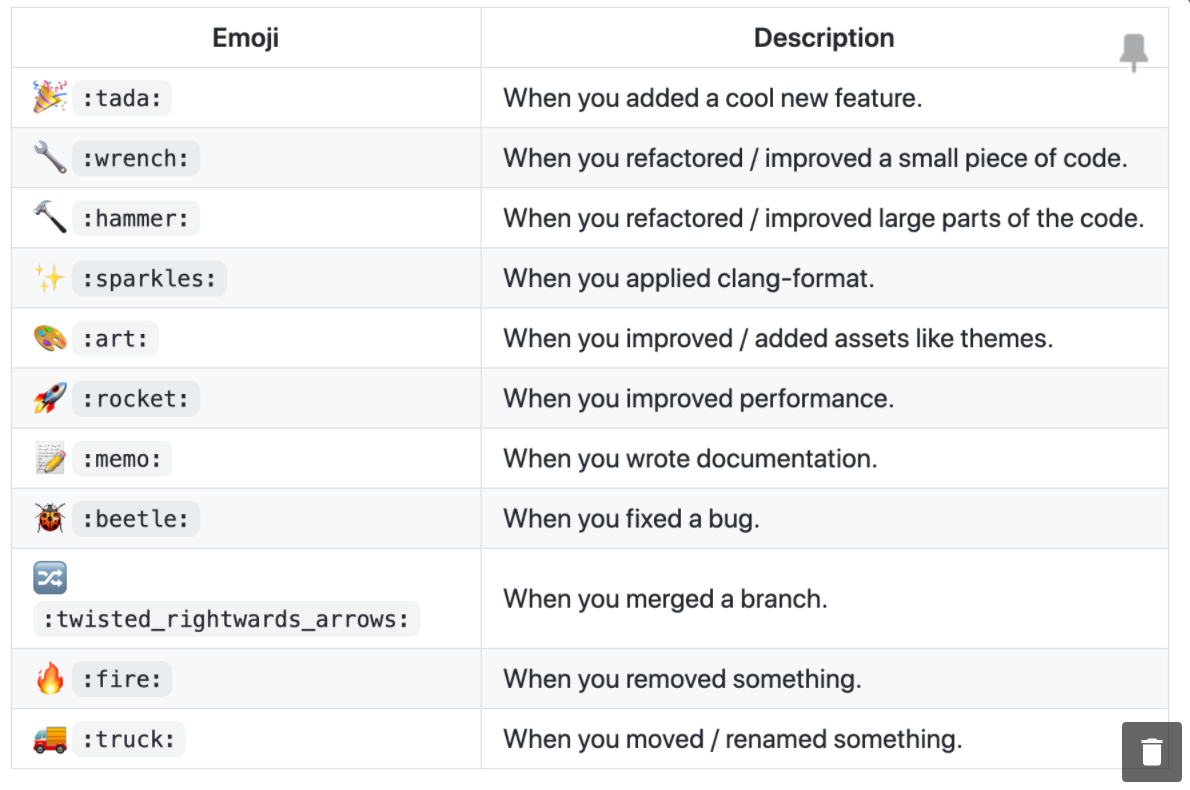 Emoji Description
:tada: When you added a cool new feature.
:wrench: When you refactored / improved a small piece of code.
:hammer: When you refactored / improved large parts of the code.
:sparkles: When you applied clang-format.
:art: When you improved / added assets like themes.
:rocket: When you improved performance.
:memo: When you wrote documentation.
:beetle: When you fixed a bug.
:twisted_rightwards_arrows: When you merged a branch.
:fire: When you removed something.
:truck: When you moved / renamed something.